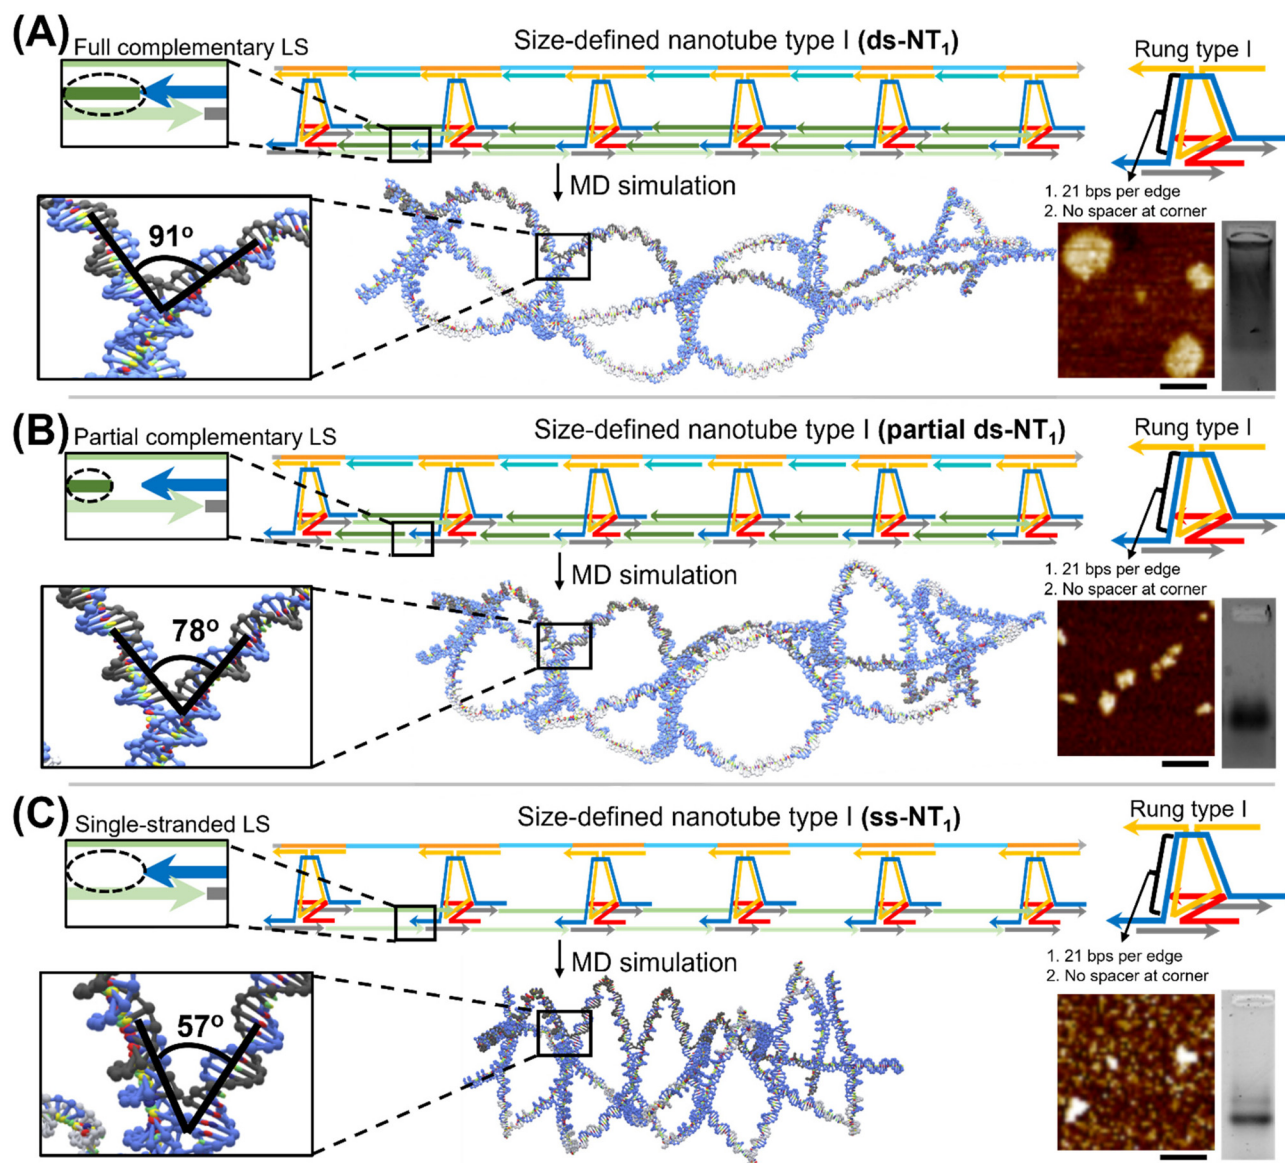 (A)
Full complementary LS
Size-defined nanotube type I (ds-NT₁)
Rung type I
MD simulation
1. 21 bps per edge
2. No spacer at corner
91°
(B)
Partial complementary LS
Size-defined nanotube type I (partial ds-NT₁)
Rung type I
MD simulation
1. 21 bps per edge
2. No spacer at corner
78°
(C)
Single-stranded LS
Size-defined nanotube type I (ss-NT₁)
Rung type I
MD simulation
1. 21 bps per edge
2. No spacer at corner
57°